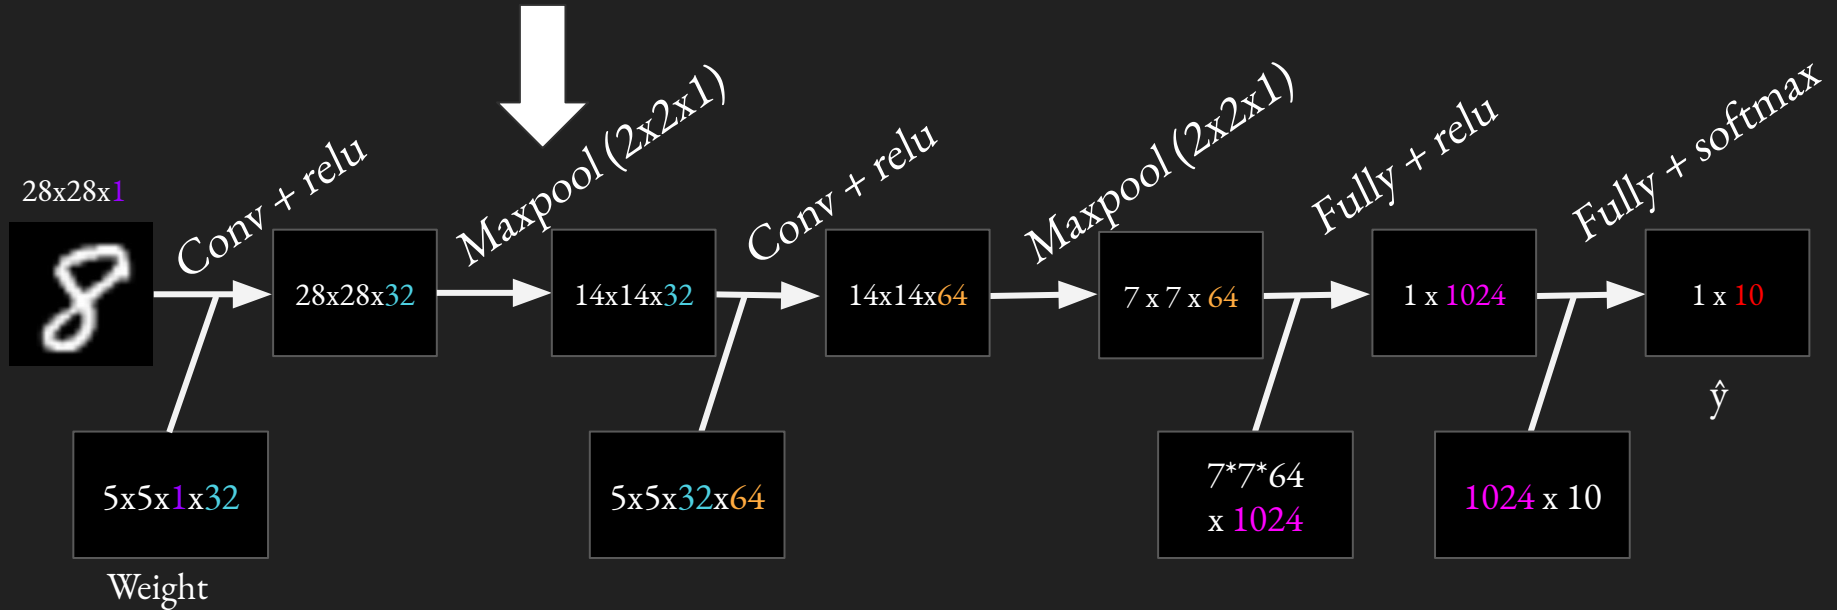 28x28x1
Conv + relu
Maxpool (2x2x1)
Conv + relu
Maxpool (2x2x1)
Fully + relu
Fully + softmax
28x28x32
14x14x32
14x14x64
7 x 7 x 64
1 x 1024
1 x 10
ŷ
5x5x1x32
5x5x32x64
7*7*64
x 1024
1024 x 10
Weight